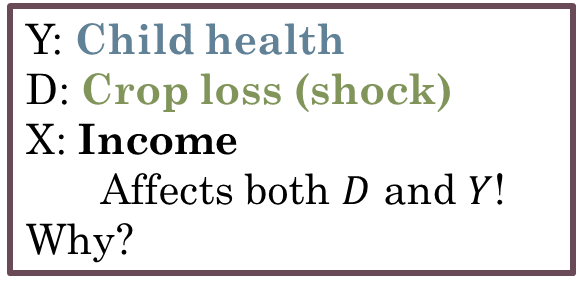 Y: Child health
D: Crop loss (shock)
X: Income
Affects both D and Y!
Why?